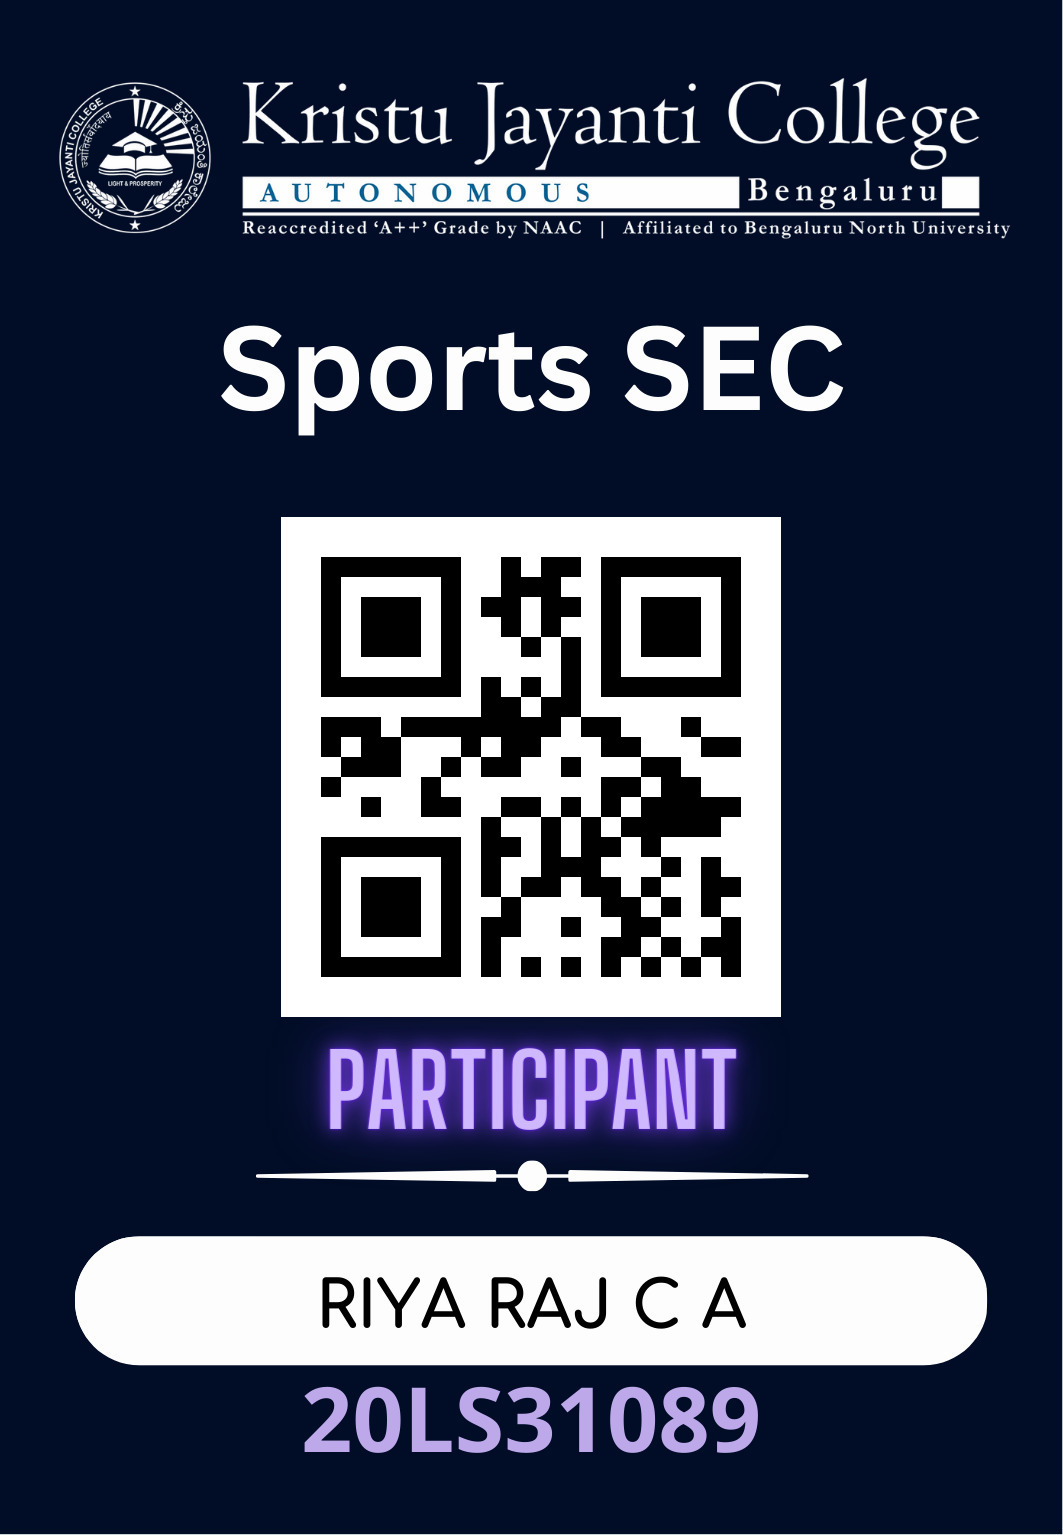 KRISTU JAYANTI COLLEGE
LIGHT & PROSPERITY
Kristu Jayanti College
AUTONOMOUS Bengaluru
Reaccredited ‘A++’ Grade by NAAC | Affiliated to Bengaluru North University
Sports SEC
PARTICIPANT
RIYA RAJ C A
20LS31089